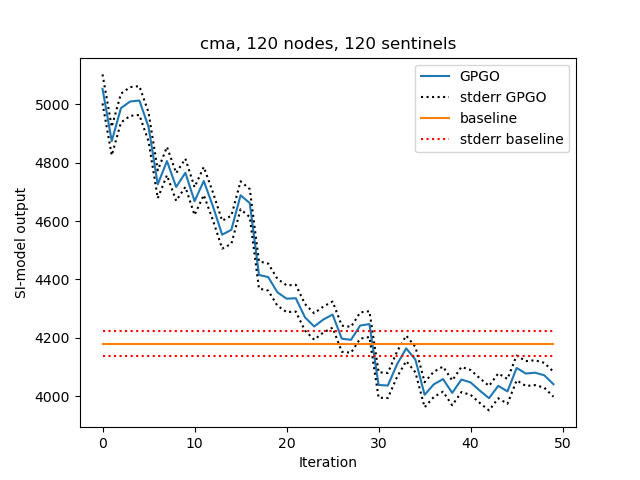 cma, 120 nodes, 120 sentinels
GPGO
stderr GPGO
baseline
stderr baseline
SI-model output
5000
4800
4600
4400
4200
4000
0 10 20 30 40 50
Iteration